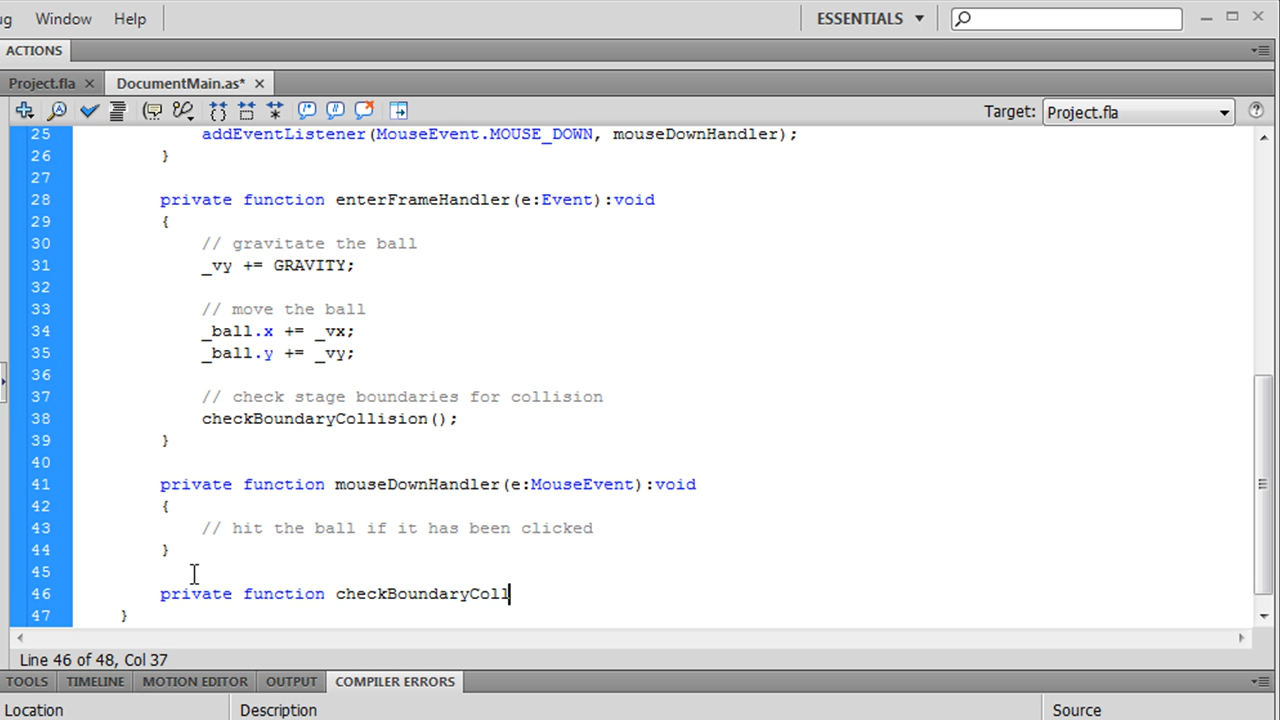 ug Window Help ESSENTIALS
ACTIONS
Project.fla DocumentMain.as*
Target: Project.fla
25 addEventListener(MouseEvent.MOUSE_DOWN, mouseDownHandler);
26 }
27
28 private function enterFrameHandler(e:Event):void
29 {
30 // gravitate the ball
31 _vy += GRAVITY;
32
33 // move the ball
34 _ball.x += _vx;
35 _ball.y += _vy;
36
37 // check stage boundaries for collision
38 checkBoundaryCollision();
39 }
40
41 private function mouseDownHandler(e:MouseEvent):void
42 {
43 // hit the ball if it has been clicked
44 }
45
46 private function checkBoundaryColl
47 }
Line 46 of 48, Col 37
TOOLS TIMELINE MOTION EDITOR OUTPUT COMPILER ERRORS
Location Description Source